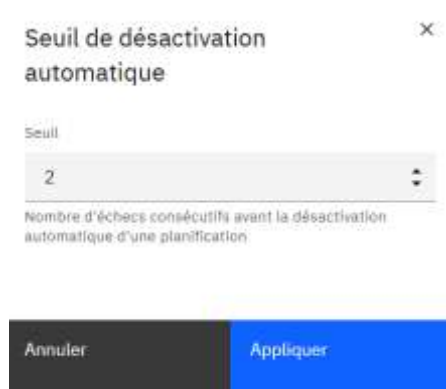 Seuil de désactivation
automatique
Seuil
2
Nombre d'échecs consécutifs avant la désactivation
automatique d'une planification
Annuler
Appliquer